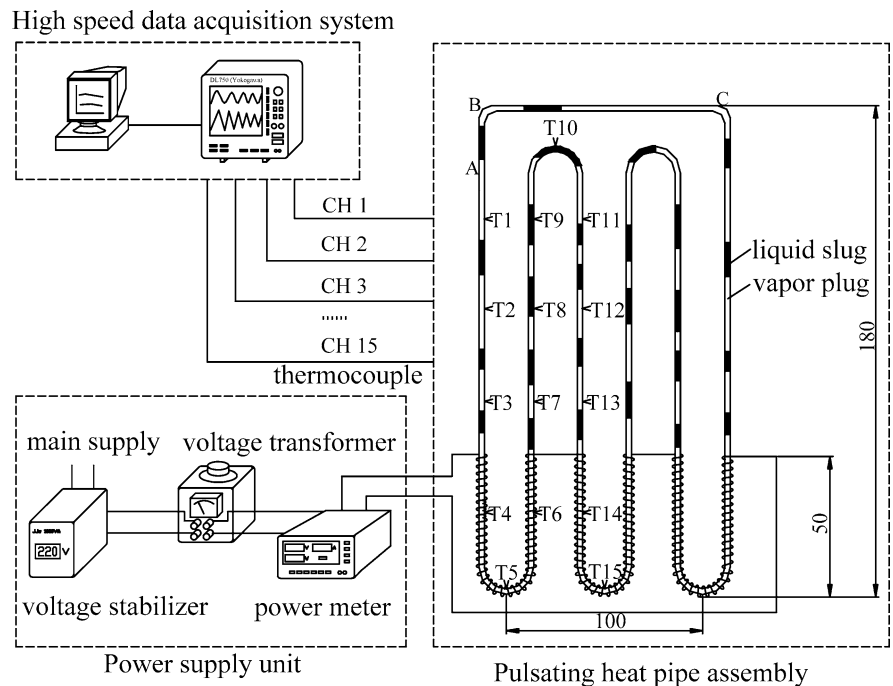 High speed data acquisition system
DL750 (Yokogawa)
CH 1
CH 2
CH 3
......
CH 15
thermocouple
B
C
A
T10
T1
T9
T11
T2
T8
T12
T3
T7
T13
T4
T6
T14
T5
T15
liquid slug
vapor plug
180
50
100
Pulsating heat pipe assembly
main supply
voltage transformer
220 V
V
A
V
voltage stabilizer
power meter
Power supply unit